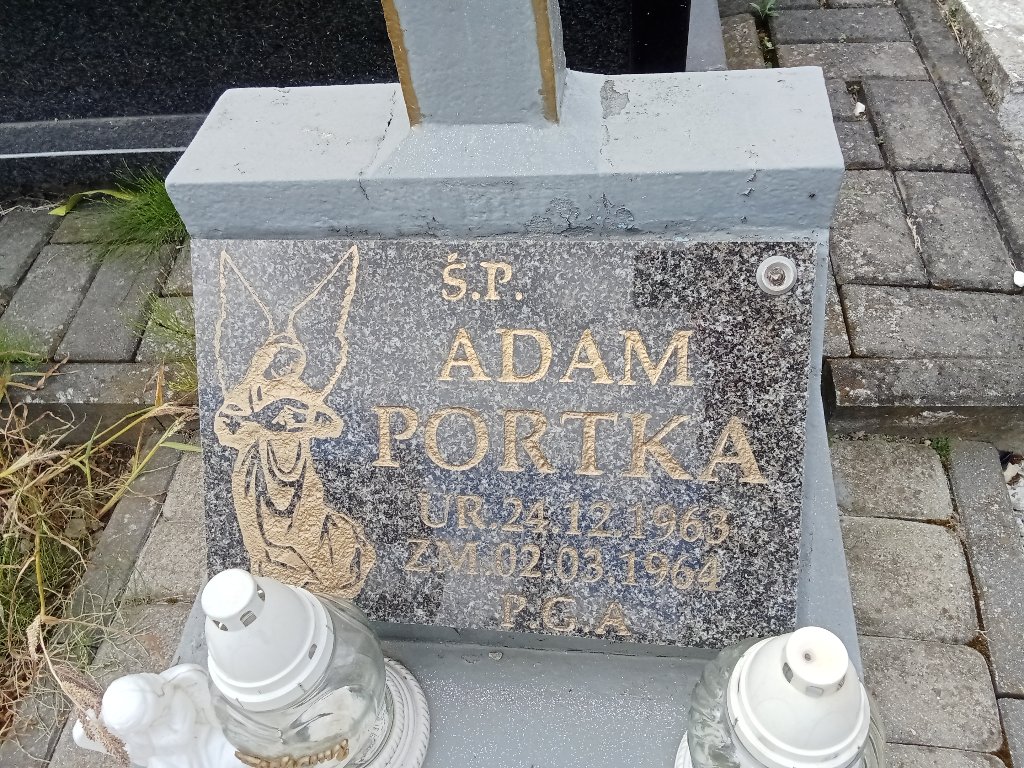 Ś.P.
ADAM
PORTKA
UR.24.12.1963
ZM.02.03.1964
P.G.A